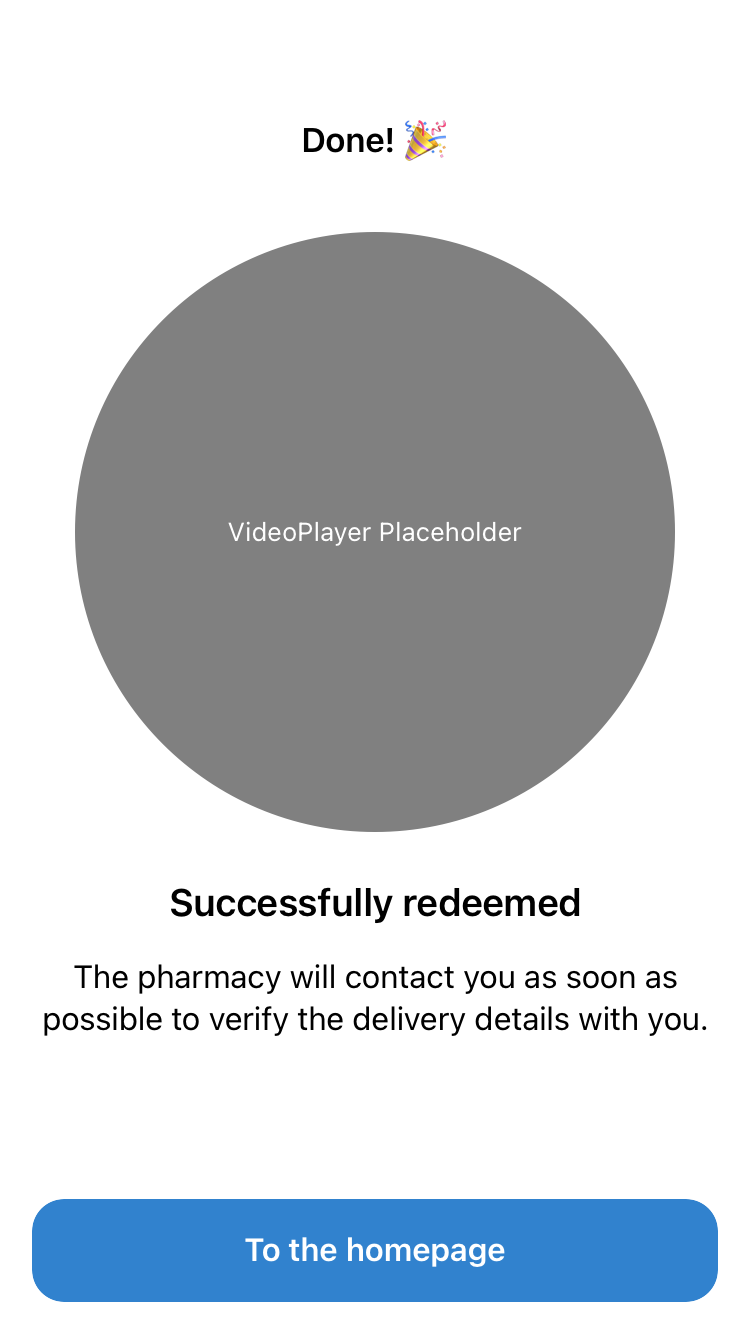 Done! 🎉
VideoPlayer Placeholder
Successfully redeemed
The pharmacy will contact you as soon as
possible to verify the delivery details with you.
To the homepage